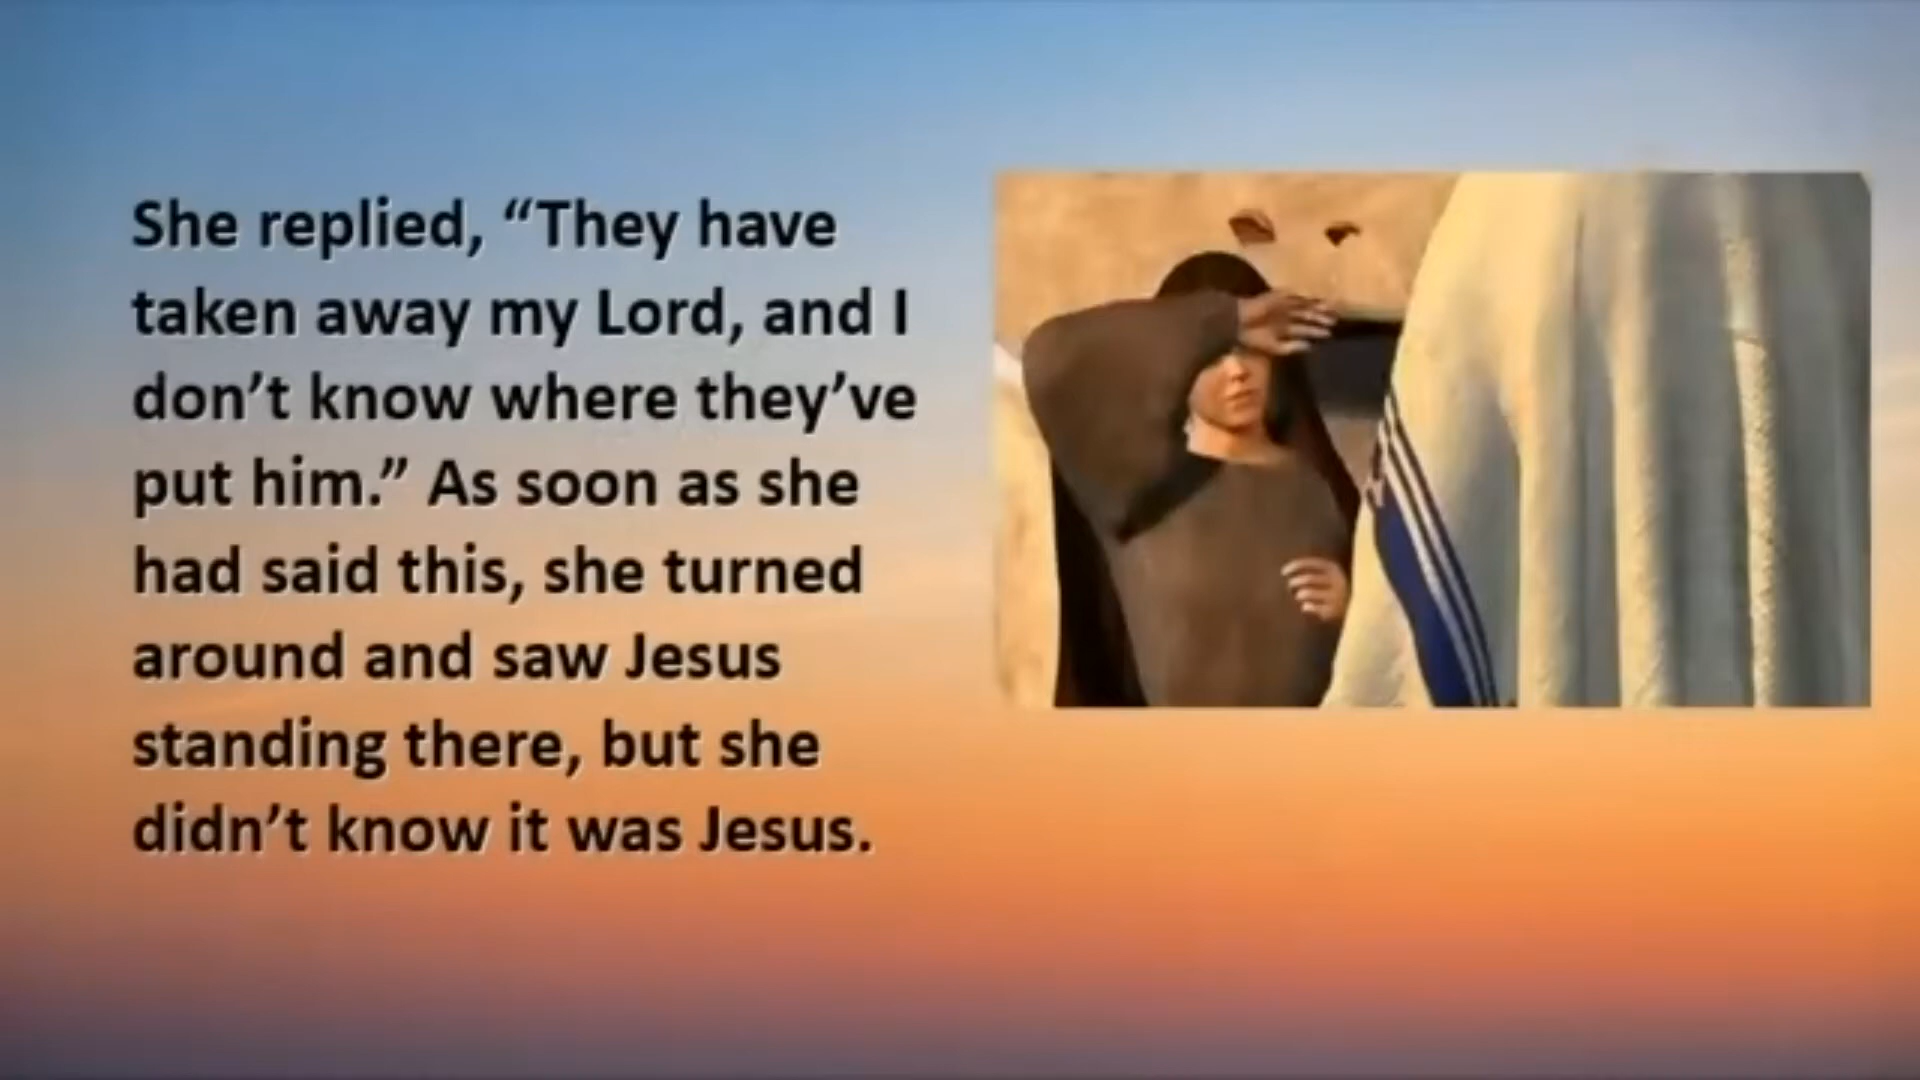 She replied, “They have
taken away my Lord, and I
don’t know where they’ve
put him.” As soon as she
had said this, she turned
around and saw Jesus
standing there, but she
didn’t know it was Jesus.